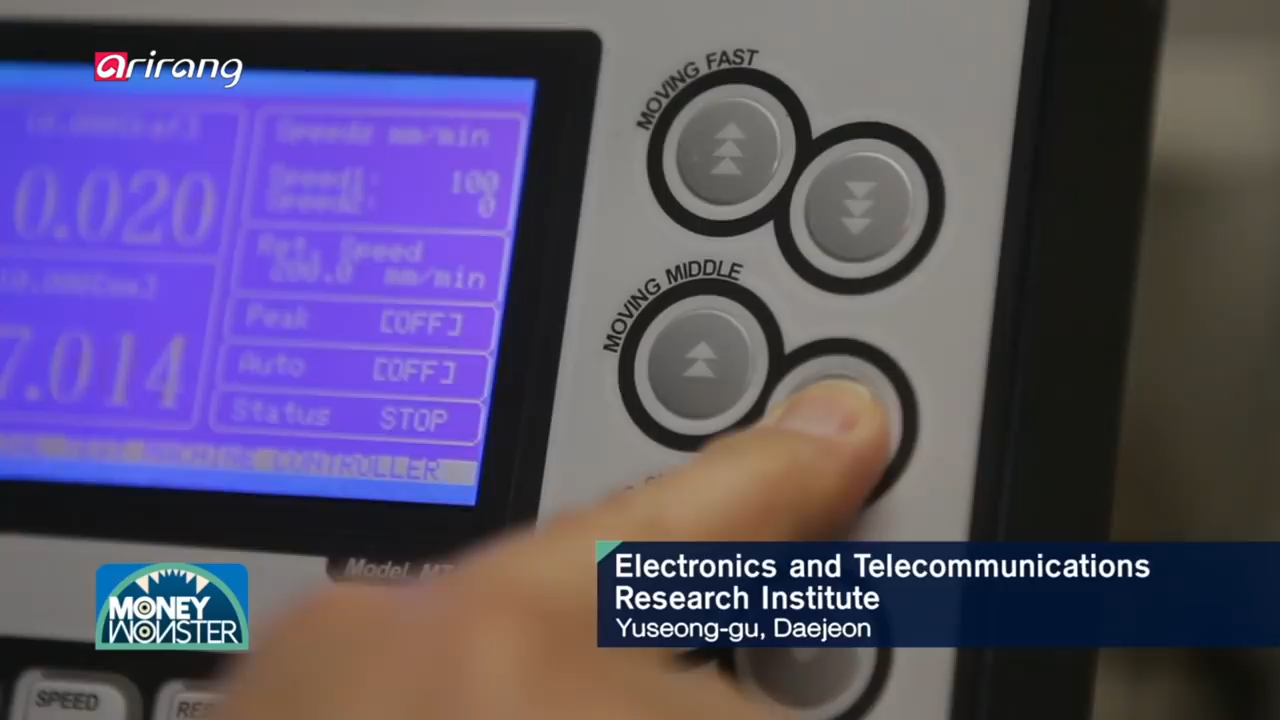 arirang
MOVING FAST
Speed: mm/min
0.020
Speed1: 100
Speed2: 0
Ret. Speed
200.0 mm/min
Peak [OFF]
7.014
Auto [OFF]
Status STOP
MACHINE CONTROLLER
MOVING MIDDLE
Model MT
SPEED
MONEY
MONSTER
Electronics and Telecommunications
Research Institute
Yuseong-gu, Daejeon